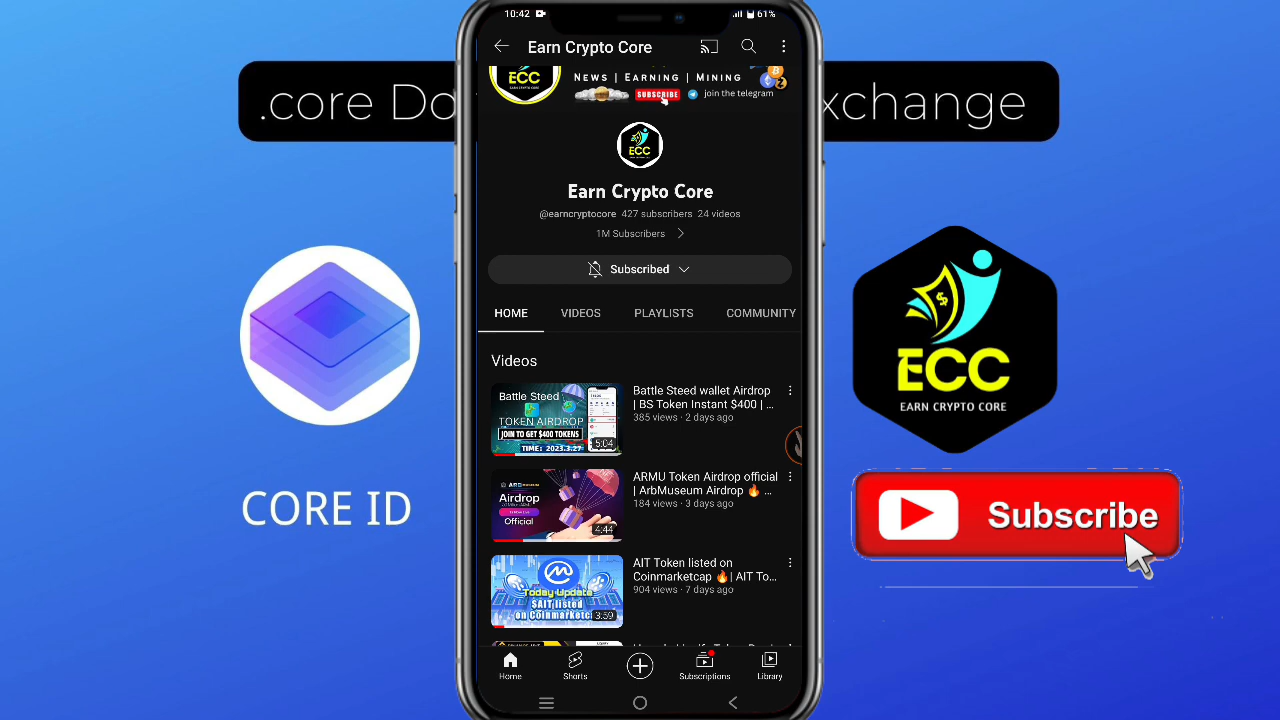 10:42
61%
Earn Crypto Core
.core Do
xchange
ECC
NEWS | EARNING | MINING
SUBSCRIBE
join the telegram
ECC
Earn Crypto Core
@earncryptocore 427 subscribers 24 videos
1M Subscribers
Subscribed
HOME VIDEOS PLAYLISTS COMMUNITY
Videos
Battle Steed
TOKEN AIRDROP
JOIN TO GET $400 TOKENS
TIME: 2023.3.27
5:04
Battle Steed wallet Airdrop
| BS Token Instant $400 | ...
385 views · 2 days ago
Airdrop
Official
4:44
ARMU Token Airdrop official
| ArbMuseum Airdrop 🔥 ...
184 views · 3 days ago
Today Update
$AIT listed
on Coinmarketc
3:59
AIT Token listed on
Coinmarketcap 🔥| AIT To...
904 views · 7 days ago
Home
Shorts
Subscriptions
Library
CORE ID
$
ECC
EARN CRYPTO CORE
Subscribe